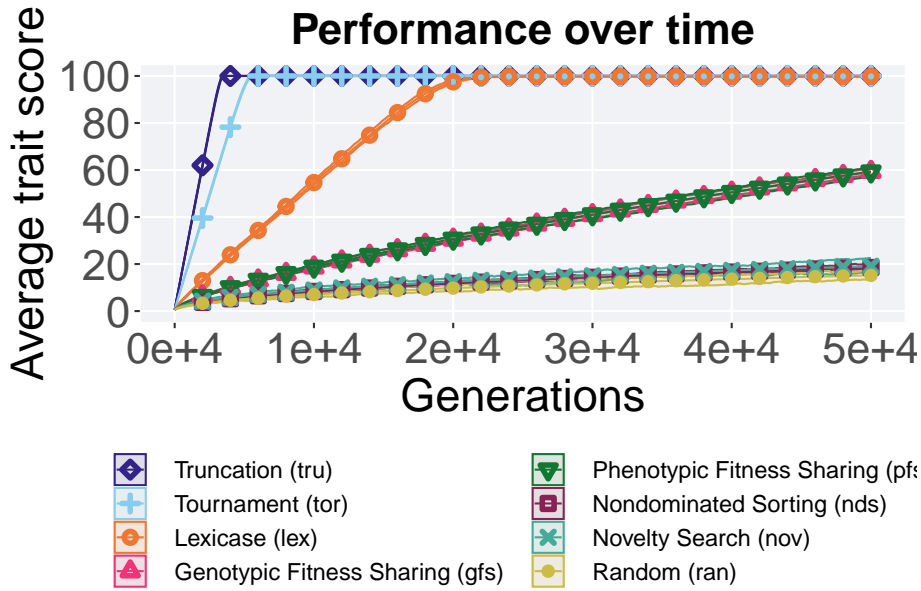 Performance over time
Average trait score
100
80
60
40
20
0
0e+4 1e+4 2e+4 3e+4 4e+4 5e+4
Generations
Truncation (tru)
Tournament (tor)
Lexicase (lex)
Genotypic Fitness Sharing (gfs)
Phenotypic Fitness Sharing (pfs
Nondominated Sorting (nds)
Novelty Search (nov)
Random (ran)